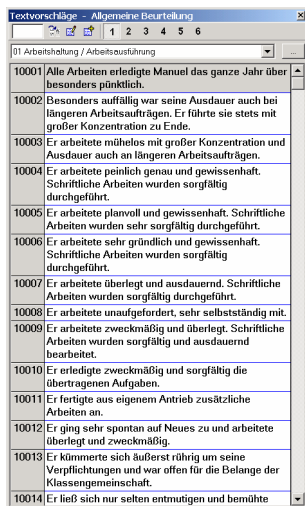 Textvorschläge - Allgemeine Beurteilung
1 2 3 4 5 6
01 Arbeitshaltung / Arbeitsausführung
...
10001 Alle Arbeiten erledigte Manuel das ganze Jahr über
besonders pünktlich.
10002 Besonders auffällig war seine Ausdauer auch bei
längeren Arbeitsaufträgen. Er führte sie stets mit
großer Konzentration zu Ende.
10003 Er arbeitete mühelos mit großer Konzentration und
Ausdauer auch an längeren Arbeitsaufträgen.
10004 Er arbeitete peinlich genau und gewissenhaft.
Schriftliche Arbeiten wurden sorgfältig
durchgeführt.
10005 Er arbeitete planvoll und gewissenhaft. Schriftliche
Arbeiten wurden sehr sorgfältig durchgeführt.
10006 Er arbeitete sehr gründlich und gewissenhaft.
Schriftliche Arbeiten wurden sorgfältig
durchgeführt.
10007 Er arbeitete überlegt und ausdauernd. Schriftliche
Arbeiten wurden sorgfältig durchgeführt.
10008 Er arbeitete unaufgefordert, sehr selbstständig mit.
10009 Er arbeitete zweckmäßig und überlegt. Schriftliche
Arbeiten wurden sorgfältig und ausdauernd
bearbeitet.
10010 Er erledigte zweckmäßig und sorgfältig die
übertragenen Aufgaben.
10011 Er fertigte aus eigenem Antrieb zusätzliche
Arbeiten an.
10012 Er ging sehr spontan auf Neues zu und arbeitete
überlegt und zweckmäßig.
10013 Er kümmerte sich äußerst rührig um seine
Verpflichtungen und war offen für die Belange der
Klassengemeinschaft.
10014 Er ließ sich nur selten entmutigen und bemühte